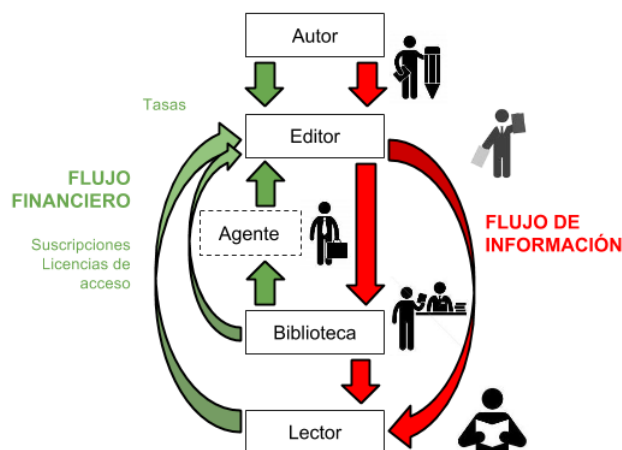 Autor
Tasas
Editor
FLUJO
FINANCIERO
Agente
FLUJO DE
INFORMACIÓN
Suscripciones
Licencias de
acceso
Biblioteca
Lector